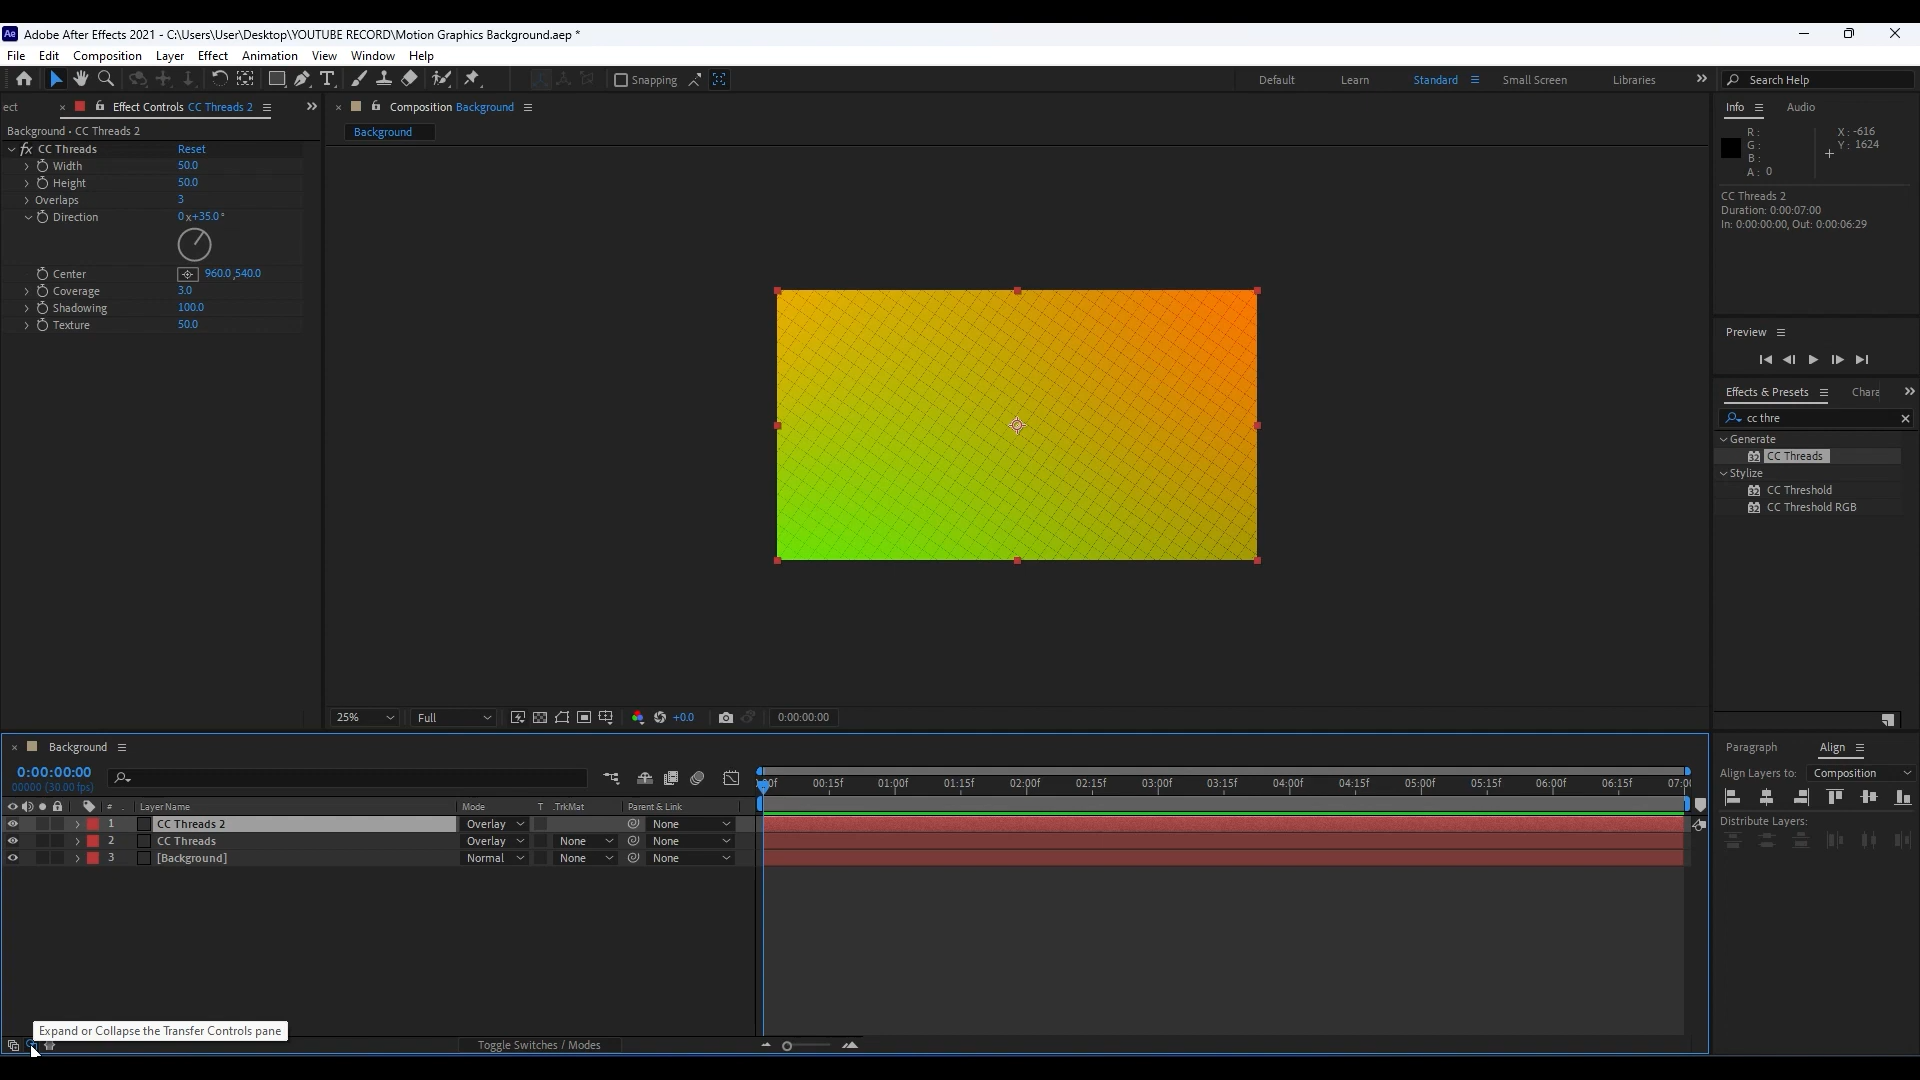 Ae Adobe After Effects 2021 - C:\Users\User\Desktop\YOUTUBE RECORD\Motion Graphics Background.aep *
File Edit Composition Layer Effect Animation View Window Help
Snapping
Default Learn Standard Small Screen Libraries
Search Help
ect
Effect Controls CC Threads 2
Background • CC Threads 2
fx CC Threads Reset
Width 50.0
Height 50.0
Overlaps 3
Direction 0x+35.0°
Center 960.0,540.0
Coverage 3.0
Shadowing 100.0
Texture 50.0
Composition Background
Background
25% Full +0.0 0:00:00:00
Info Audio
R:
G:
B:
A: 0
X: -616
Y: 1624
CC Threads 2
Duration: 0:00:07:00
In: 0:00:00:00, Out: 0:00:06:29
Preview
Effects & Presets Chara
cc thre
Generate
CC Threads
Stylize
CC Threshold
CC Threshold RGB
Background
0:00:00:00
00000 (30.00 fps)
00:15f 01:00f 01:15f 02:00f 02:15f 03:00f 03:15f 04:00f 04:15f 05:00f 05:15f 06:00f 06:15f 07:00
# Layer Name Mode T .TrkMat Parent & Link
1 CC Threads 2 Overlay None
2 CC Threads Overlay None None
3 [Background] Normal None None
Expand or Collapse the Transfer Controls pane
Toggle Switches / Modes
Paragraph Align
Align Layers to: Composition
Distribute Layers: